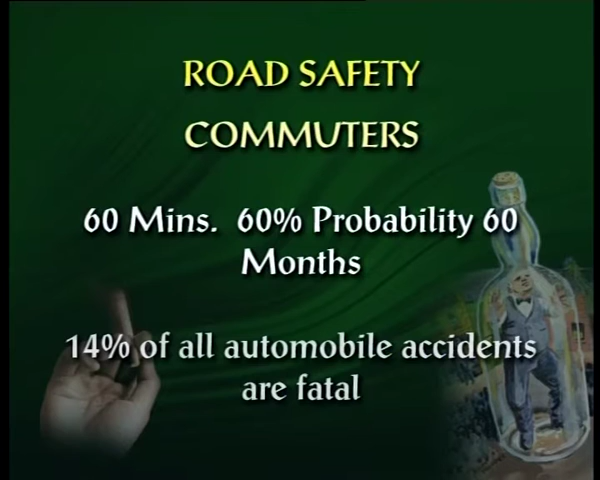 ROAD SAFETY
COMMUTERS
60 Mins. 60% Probability 60
Months
14% of all automobile accidents
are fatal